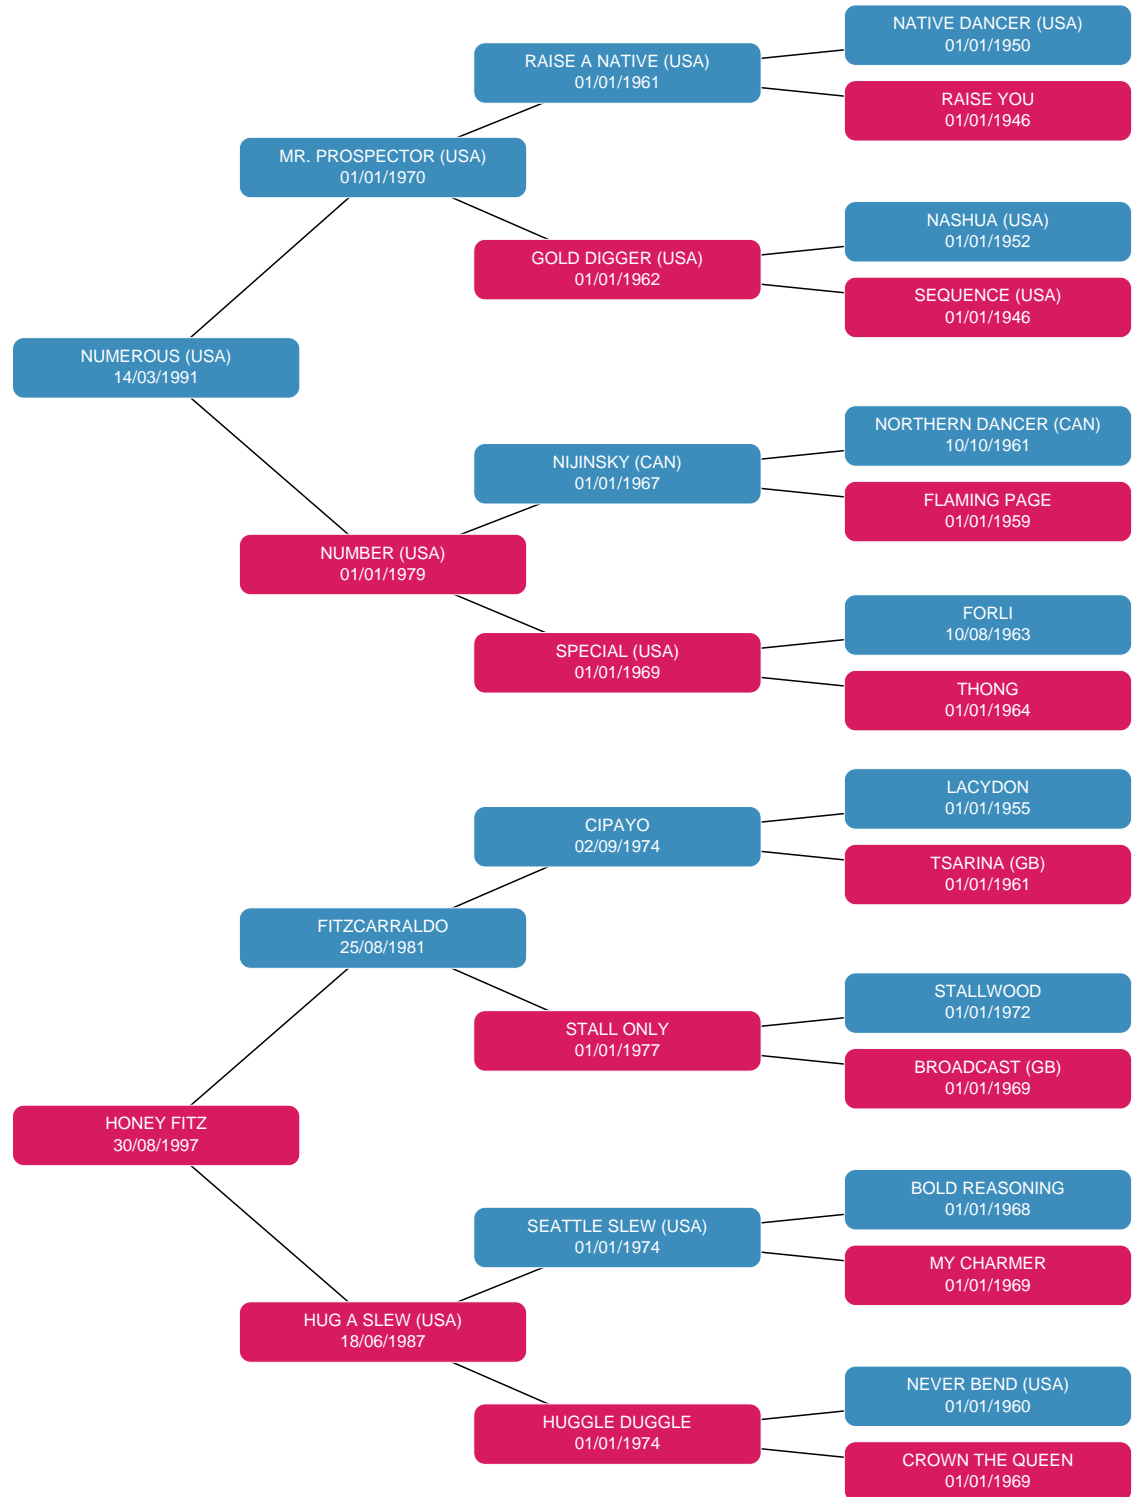 NATIVE DANCER (USA)
01/01/1950
RAISE A NATIVE (USA)
01/01/1961
RAISE YOU
01/01/1946
MR. PROSPECTOR (USA)
01/01/1970
NASHUA (USA)
01/01/1952
GOLD DIGGER (USA)
01/01/1962
SEQUENCE (USA)
01/01/1946
NUMEROUS (USA)
14/03/1991
NORTHERN DANCER (CAN)
10/10/1961
NIJINSKY (CAN)
01/01/1967
FLAMING PAGE
01/01/1959
NUMBER (USA)
01/01/1979
FORLI
10/08/1963
SPECIAL (USA)
01/01/1969
THONG
01/01/1964
LACYDON
01/01/1955
CIPAYO
02/09/1974
TSARINA (GB)
01/01/1961
FITZCARRALDO
25/08/1981
STALLWOOD
01/01/1972
STALL ONLY
01/01/1977
BROADCAST (GB)
01/01/1969
HONEY FITZ
30/08/1997
BOLD REASONING
01/01/1968
SEATTLE SLEW (USA)
01/01/1974
MY CHARMER
01/01/1969
HUG A SLEW (USA)
18/06/1987
NEVER BEND (USA)
01/01/1960
HUGGLE DUGGLE
01/01/1974
CROWN THE QUEEN
01/01/1969